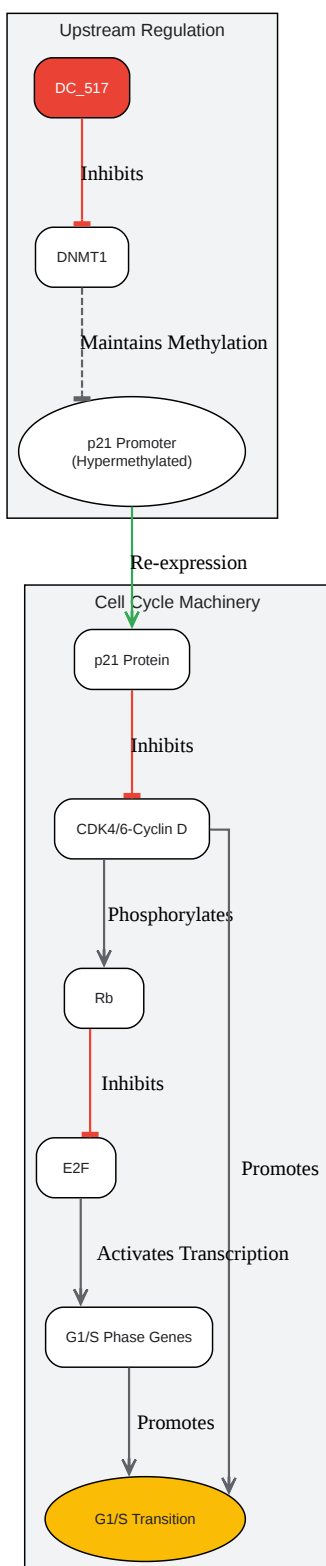 Upstream Regulation
DC_517
Inhibits
DNMT1
Maintains Methylation
p21 Promoter
(Hypermethylated)
Re-expression
Cell Cycle Machinery
p21 Protein
Inhibits
CDK4/6-Cyclin D
Phosphorylates
Rb
Inhibits
E2F
Promotes
Activates Transcription
G1/S Phase Genes
Promotes
G1/S Transition